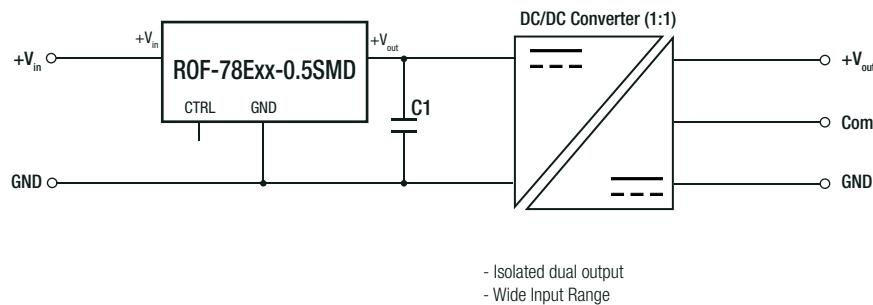 DC/DC Converter (1:1)
+Vin
+Vin
ROF-78Exx-0.5SMD
CTRL
GND
+Vout
C1
+Vout
Com
GND
GND
- Isolated dual output
- Wide Input Range